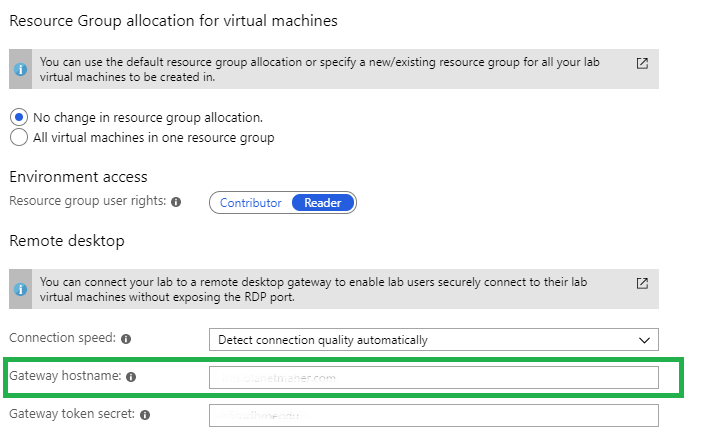 Resource Group allocation for virtual machines
You can use the default resource group allocation or specify a new/existing resource group for all your lab
virtual machines to be created in.
No change in resource group allocation.
All virtual machines in one resource group
Environment access
Resource group user rights:
Contributor
Reader
Remote desktop
You can connect your lab to a remote desktop gateway to enable lab users securely connect to their lab
virtual machines without exposing the RDP port.
Connection speed:
Detect connection quality automatically
Gateway hostname:
Gateway token secret: